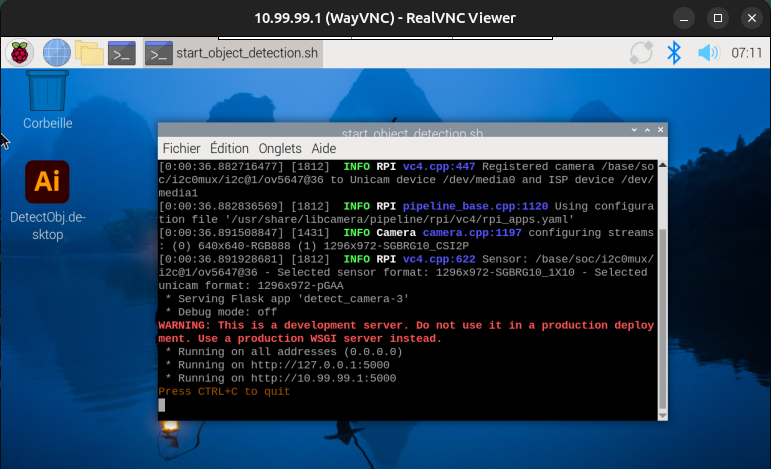 10.99.99.1 (WayVNC) - RealVNC Viewer
start_object_detection.sh
07:11
Corbeille
Ai
DetectObj.de-
sktop
start_object_detection.sh
Fichier Édition Onglets Aide
[0:00:36.882716477] [1812]  INFO RPI vc4.cpp:447 Registered camera /base/so
c/i2c0mux/i2c@1/ov5647@36 to Unicam device /dev/media0 and ISP device /dev/
media1
[0:00:36.882836569] [1812]  INFO RPI pipeline_base.cpp:1120 Using configura
tion file '/usr/share/libcamera/pipeline/rpi/vc4/rpi_apps.yaml'
[0:00:36.891508847] [1431]  INFO Camera camera.cpp:1197 configuring streams
: (0) 640x640-RGB888 (1) 1296x972-SGBRG10_CSI2P
[0:00:36.891928681] [1812]  INFO RPI vc4.cpp:622 Sensor: /base/soc/i2c0mux/
i2c@1/ov5647@36 - Selected sensor format: 1296x972-SGBRG10_1X10 - Selected
unicam format: 1296x972-pGAA
 * Serving Flask app 'detect_camera-3'
 * Debug mode: off
WARNING: This is a development server. Do not use it in a production deploy
ment. Use a production WSGI server instead.
 * Running on all addresses (0.0.0.0)
 * Running on http://127.0.0.1:5000
 * Running on http://10.99.99.1:5000
Press CTRL+C to quit